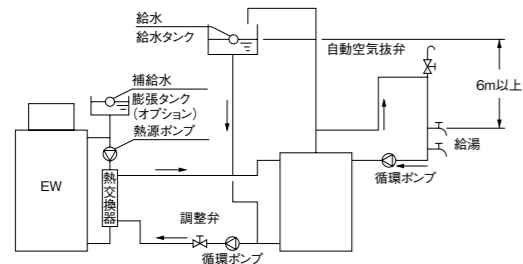 給水
給水タンク
自動空気抜弁
6m以上
補給水
膨張タンク
(オプション)
熱源ポンプ
給湯
EW
熱交換器
循環ポンプ
調整弁
循環ポンプ